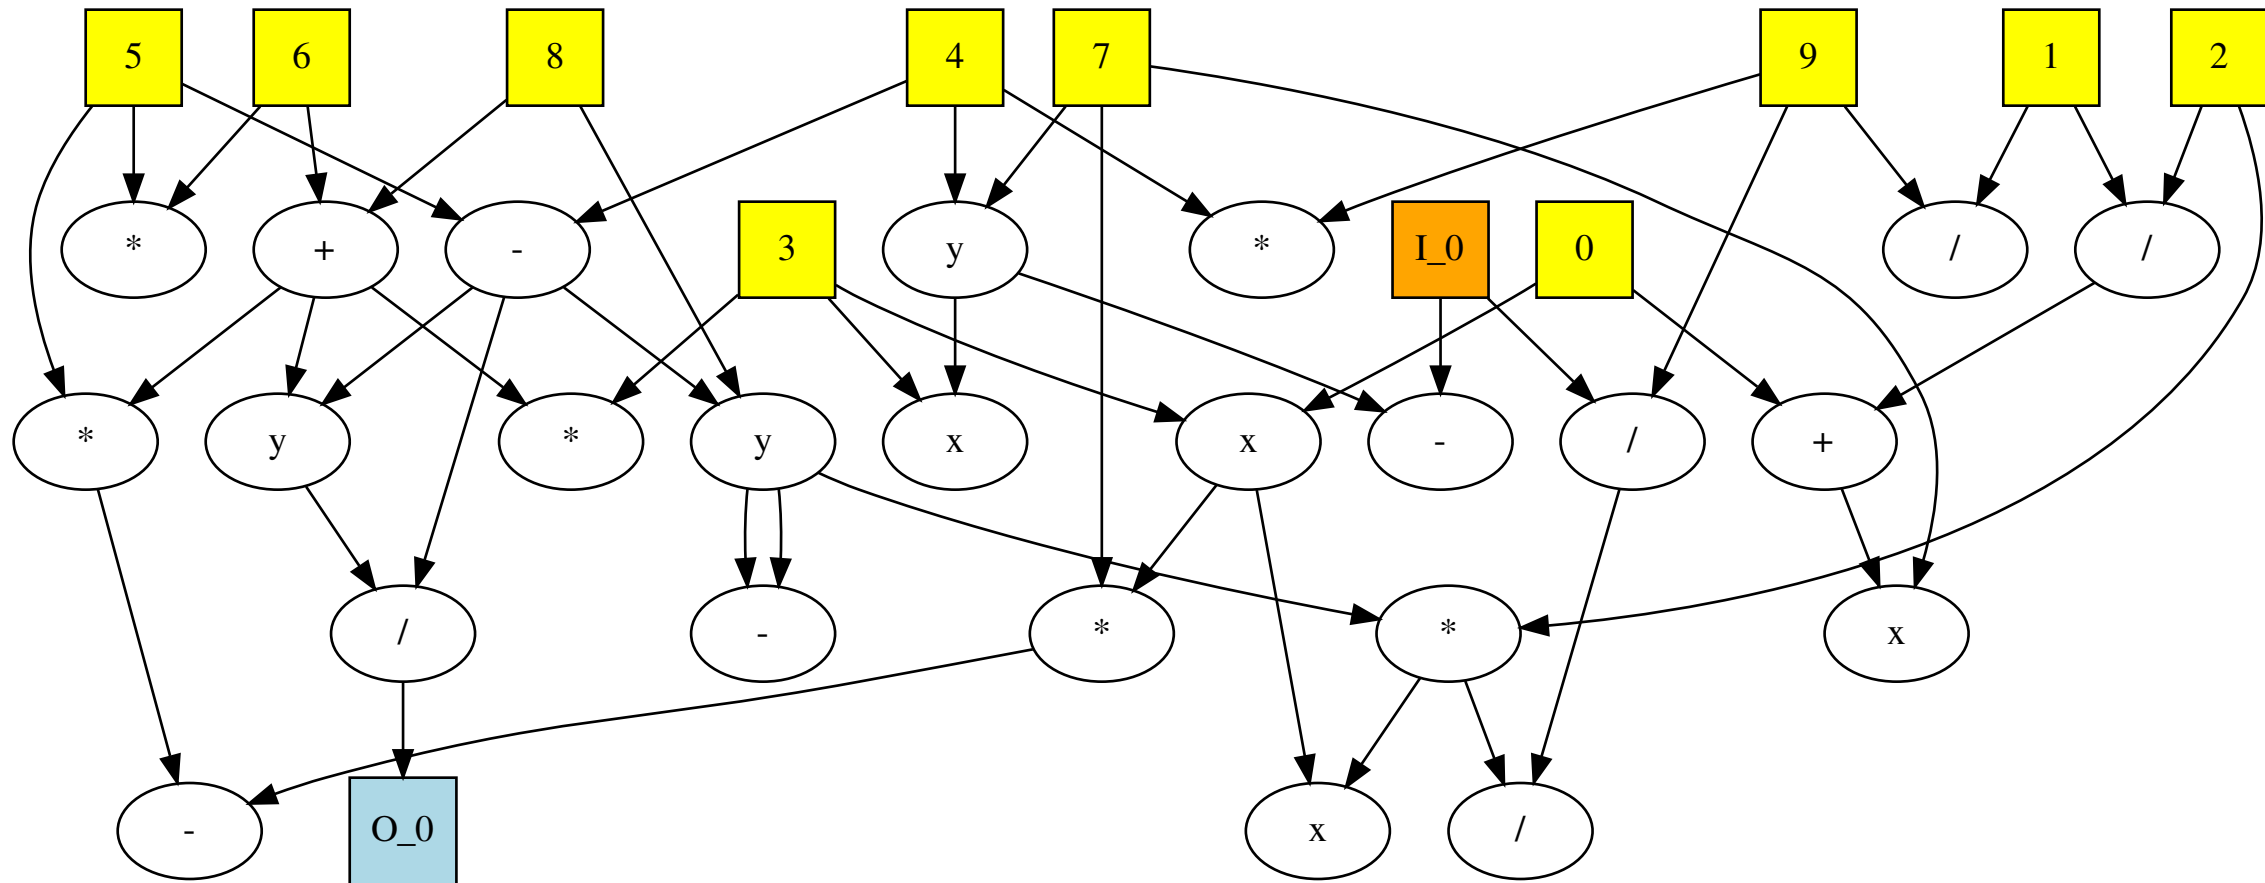 5 6 8 4 7 9 1 2
* + - 3 y * I_0 0 / /
* y * y x x - / +
/ - * * x
- O_0 x /